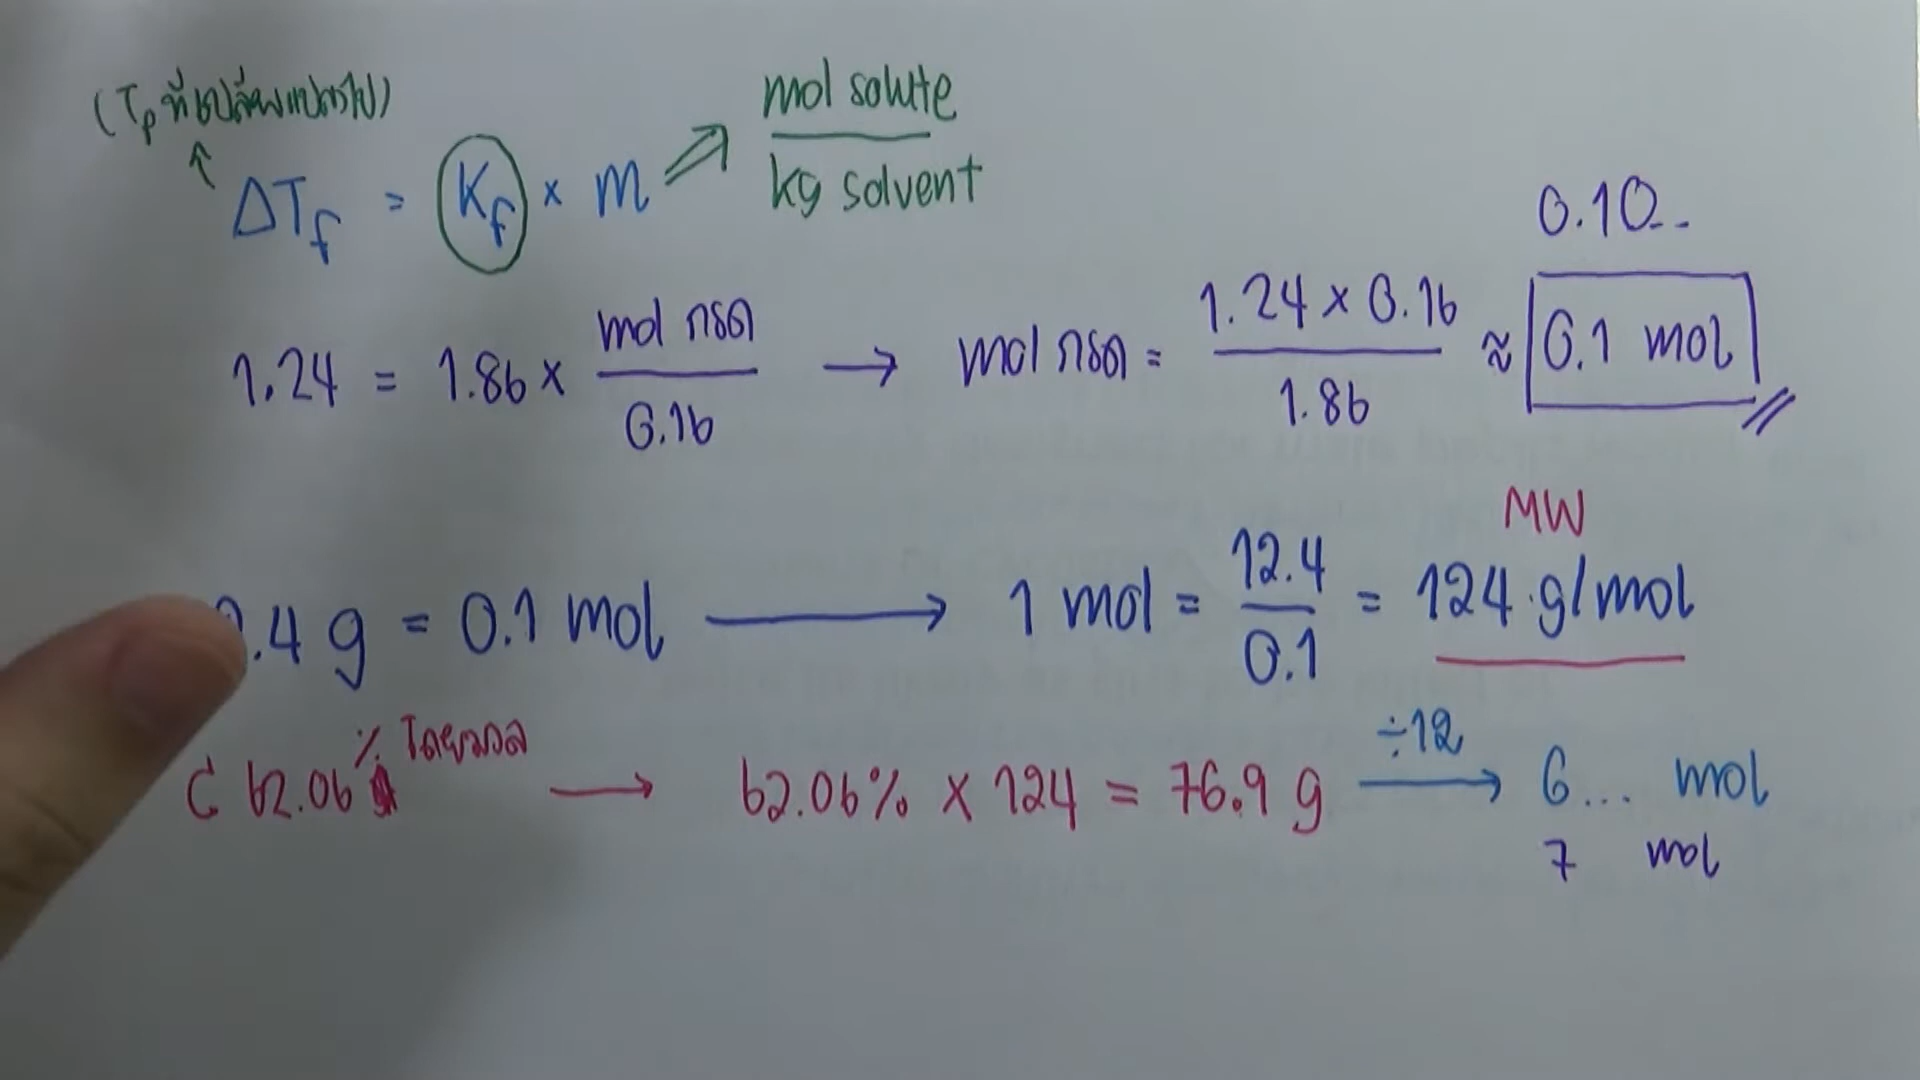 (Tp ที่เปลี่ยนแปลงไป)
↑ ΔTf = Kf × m ⇒ mol solute / kg solvent
0.10..
1.24 = 1.86 × mol กรด / 0.16 → mol กรด = 1.24 × 0.16 / 1.86 ≈ 0.1 mol //
MW
.4 g = 0.1 mol → 1 mol = 12.4 / 0.1 = 124 g/mol
C 62.06 % โดยมวล → 62.06% × 124 = 76.9 g ÷12 → 6... mol
7 mol